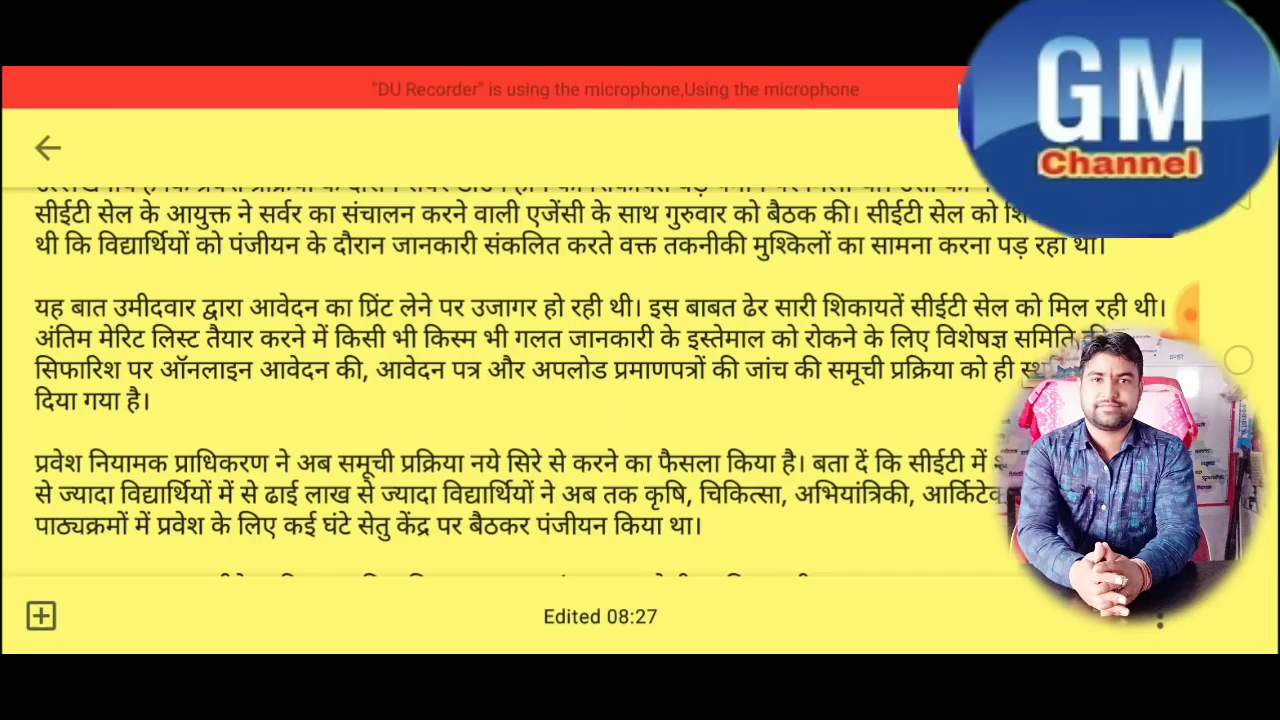 "DU Recorder" is using the microphone,Using the microphone
GM
Channel
सीईटी सेल के आयुक्त ने सर्वर का संचालन करने वाली एजेंसी के साथ गुरुवार को बैठक की। सीईटी सेल को
थी कि विद्यार्थियों को पंजीयन के दौरान जानकारी संकलित करते वक्त तकनीकी मुश्किलों का सामना करना पड़ रहा था।
यह बात उमीदवार द्वारा आवेदन का प्रिंट लेने पर उजागर हो रही थी। इस बाबत ढेर सारी शिकायतें सीईटी सेल को मिल रही थी।
अंतिम मेरिट लिस्ट तैयार करने में किसी भी किस्म भी गलत जानकारी के इस्तेमाल को रोकने के लिए विशेषज्ञ समिति की
सिफारिश पर ऑनलाइन आवेदन की, आवेदन पत्र और अपलोड प्रमाणपत्रों की जांच की समूची प्रक्रिया को ही
दिया गया है।
प्रवेश नियामक प्राधिकरण ने अब समूची प्रक्रिया नये सिरे से करने का फैसला किया है। बता दें कि सीईटी में
से ज्यादा विद्यार्थियों में से ढाई लाख से ज्यादा विद्यार्थियों ने अब तक कृषि, चिकित्सा, अभियांत्रिकी,
पाठ्यक्रमों में प्रवेश के लिए कई घंटे सेतु केंद्र पर बैठकर पंजीयन किया था।
Edited 08:27